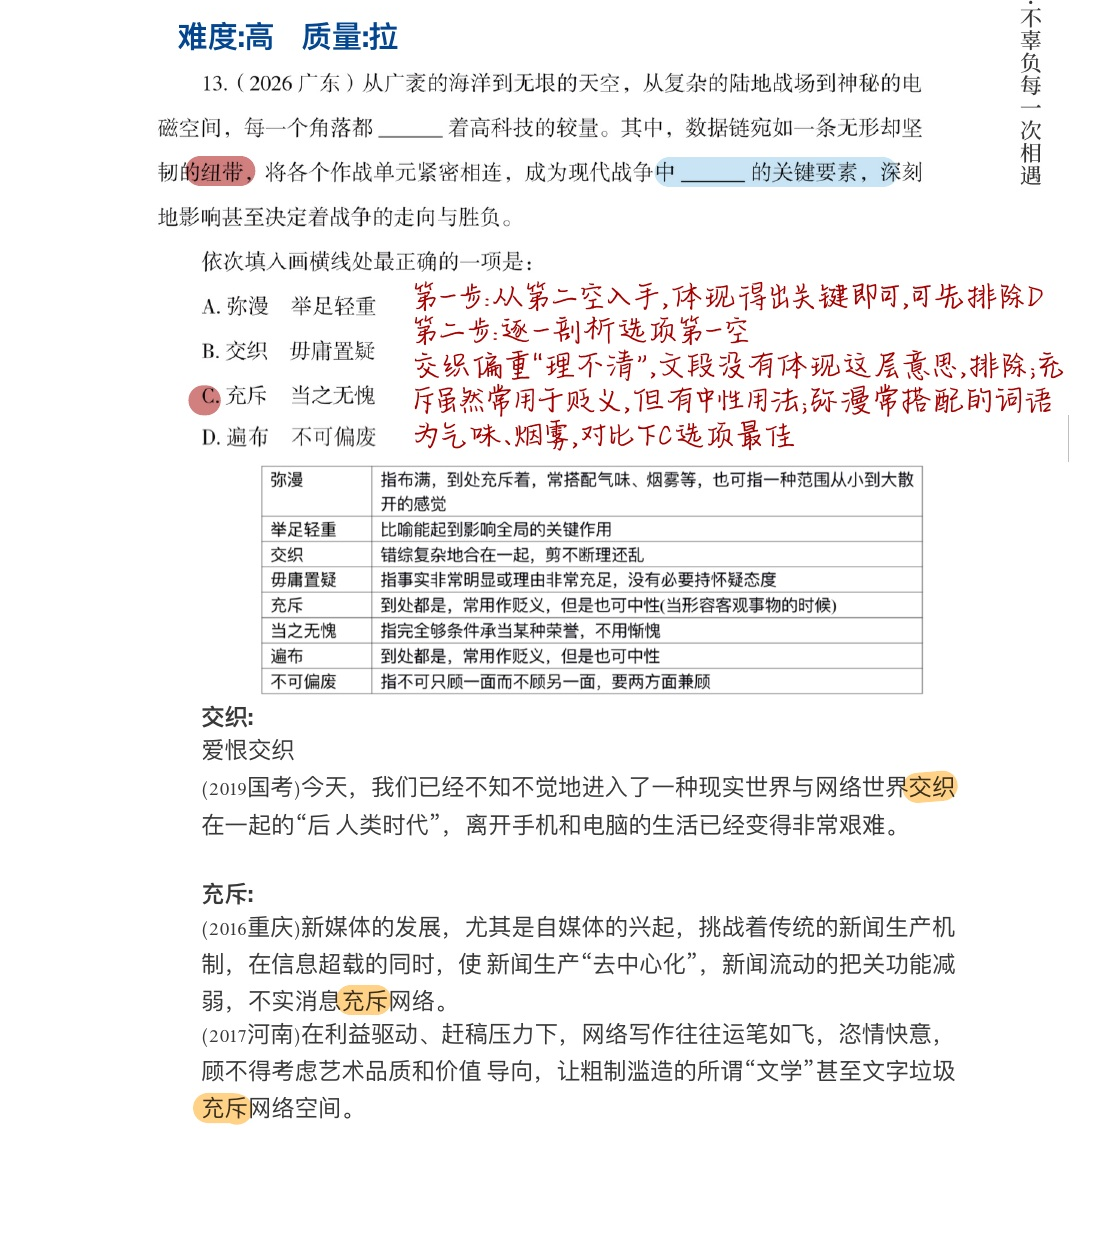 难度:高　质量:拉
13.（2026 广东）从广袤的海洋到无垠的天空，从复杂的陆地战场到神秘的电
磁空间，每一个角落都 ______ 着高科技的较量。其中，数据链宛如一条无形却坚
韧的纽带，将各个作战单元紧密相连，成为现代战争中 ______ 的关键要素，深刻
地影响甚至决定着战争的走向与胜负。
依次填入画横线处最正确的一项是：
A. 弥漫　举足轻重
B. 交织　毋庸置疑
C. 充斥　当之无愧
D. 遍布　不可偏废
第一步:从第二空入手,体现得出关键即可,可先排除D
第二步:逐一剖析选项第一空
交织偏重“理不清”,文段没有体现这层意思,排除;充
斥虽然常用于贬义,但有中性用法;弥漫常搭配的词语
为气味、烟雾,对比下C选项最佳
弥漫　指布满，到处充斥着，常搭配气味、烟雾等，也可指一种范围从小到大散
开的感觉
举足轻重　比喻能起到影响全局的关键作用
交织　错综复杂地合在一起，剪不断理还乱
毋庸置疑　指事实非常明显或理由非常充足，没有必要持怀疑态度
充斥　到处都是，常用作贬义，但是也可中性(当形容客观事物的时候)
当之无愧　指完全够条件承当某种荣誉，不用惭愧
遍布　到处都是，常用作贬义，但是也可中性
不可偏废　指不可只顾一面而不顾另一面，要两方面兼顾
交织:
爱恨交织
(2019国考)今天，我们已经不知不觉地进入了一种现实世界与网络世界交织
在一起的“后 人类时代”，离开手机和电脑的生活已经变得非常艰难。
充斥:
(2016重庆)新媒体的发展，尤其是自媒体的兴起，挑战着传统的新闻生产机
制，在信息超载的同时，使 新闻生产“去中心化”，新闻流动的把关功能减
弱，不实消息充斥网络。
(2017河南)在利益驱动、赶稿压力下，网络写作往往运笔如飞，恣情快意，
顾不得考虑艺术品质和价值 导向，让粗制滥造的所谓“文学”甚至文字垃圾
充斥网络空间。
·不辜负每一次相遇